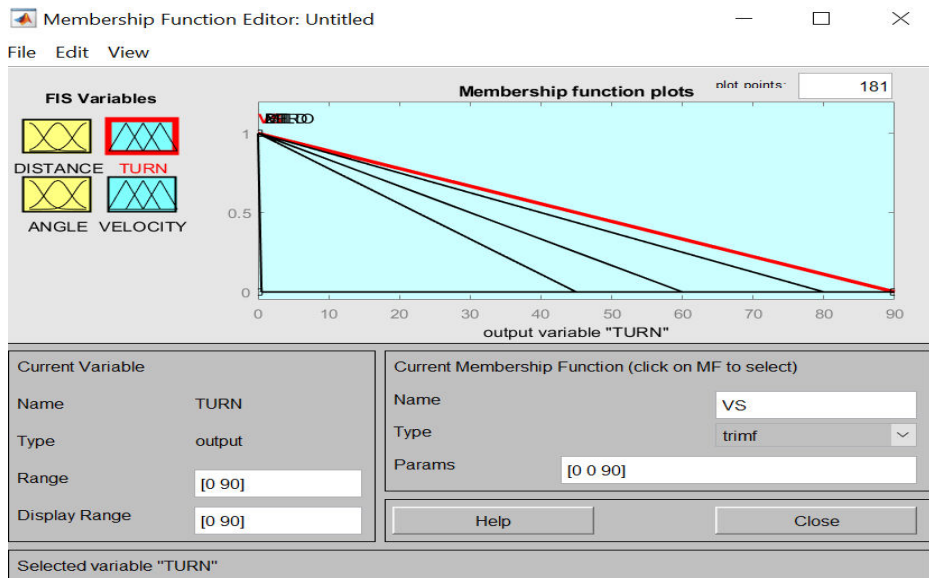 Membership Function Editor: Untitled
File Edit View
FIS Variables
DISTANCE TURN
ANGLE VELOCITY
Membership function plots
plot points:
181
1
0.5
0
0 10 20 30 40 50 60 70 80 90
output variable "TURN"
Current Variable
Name TURN
Type output
Range [0 90]
Display Range [0 90]
Current Membership Function (click on MF to select)
Name VS
Type trimf
Params [0 0 90]
Help Close
Selected variable "TURN"